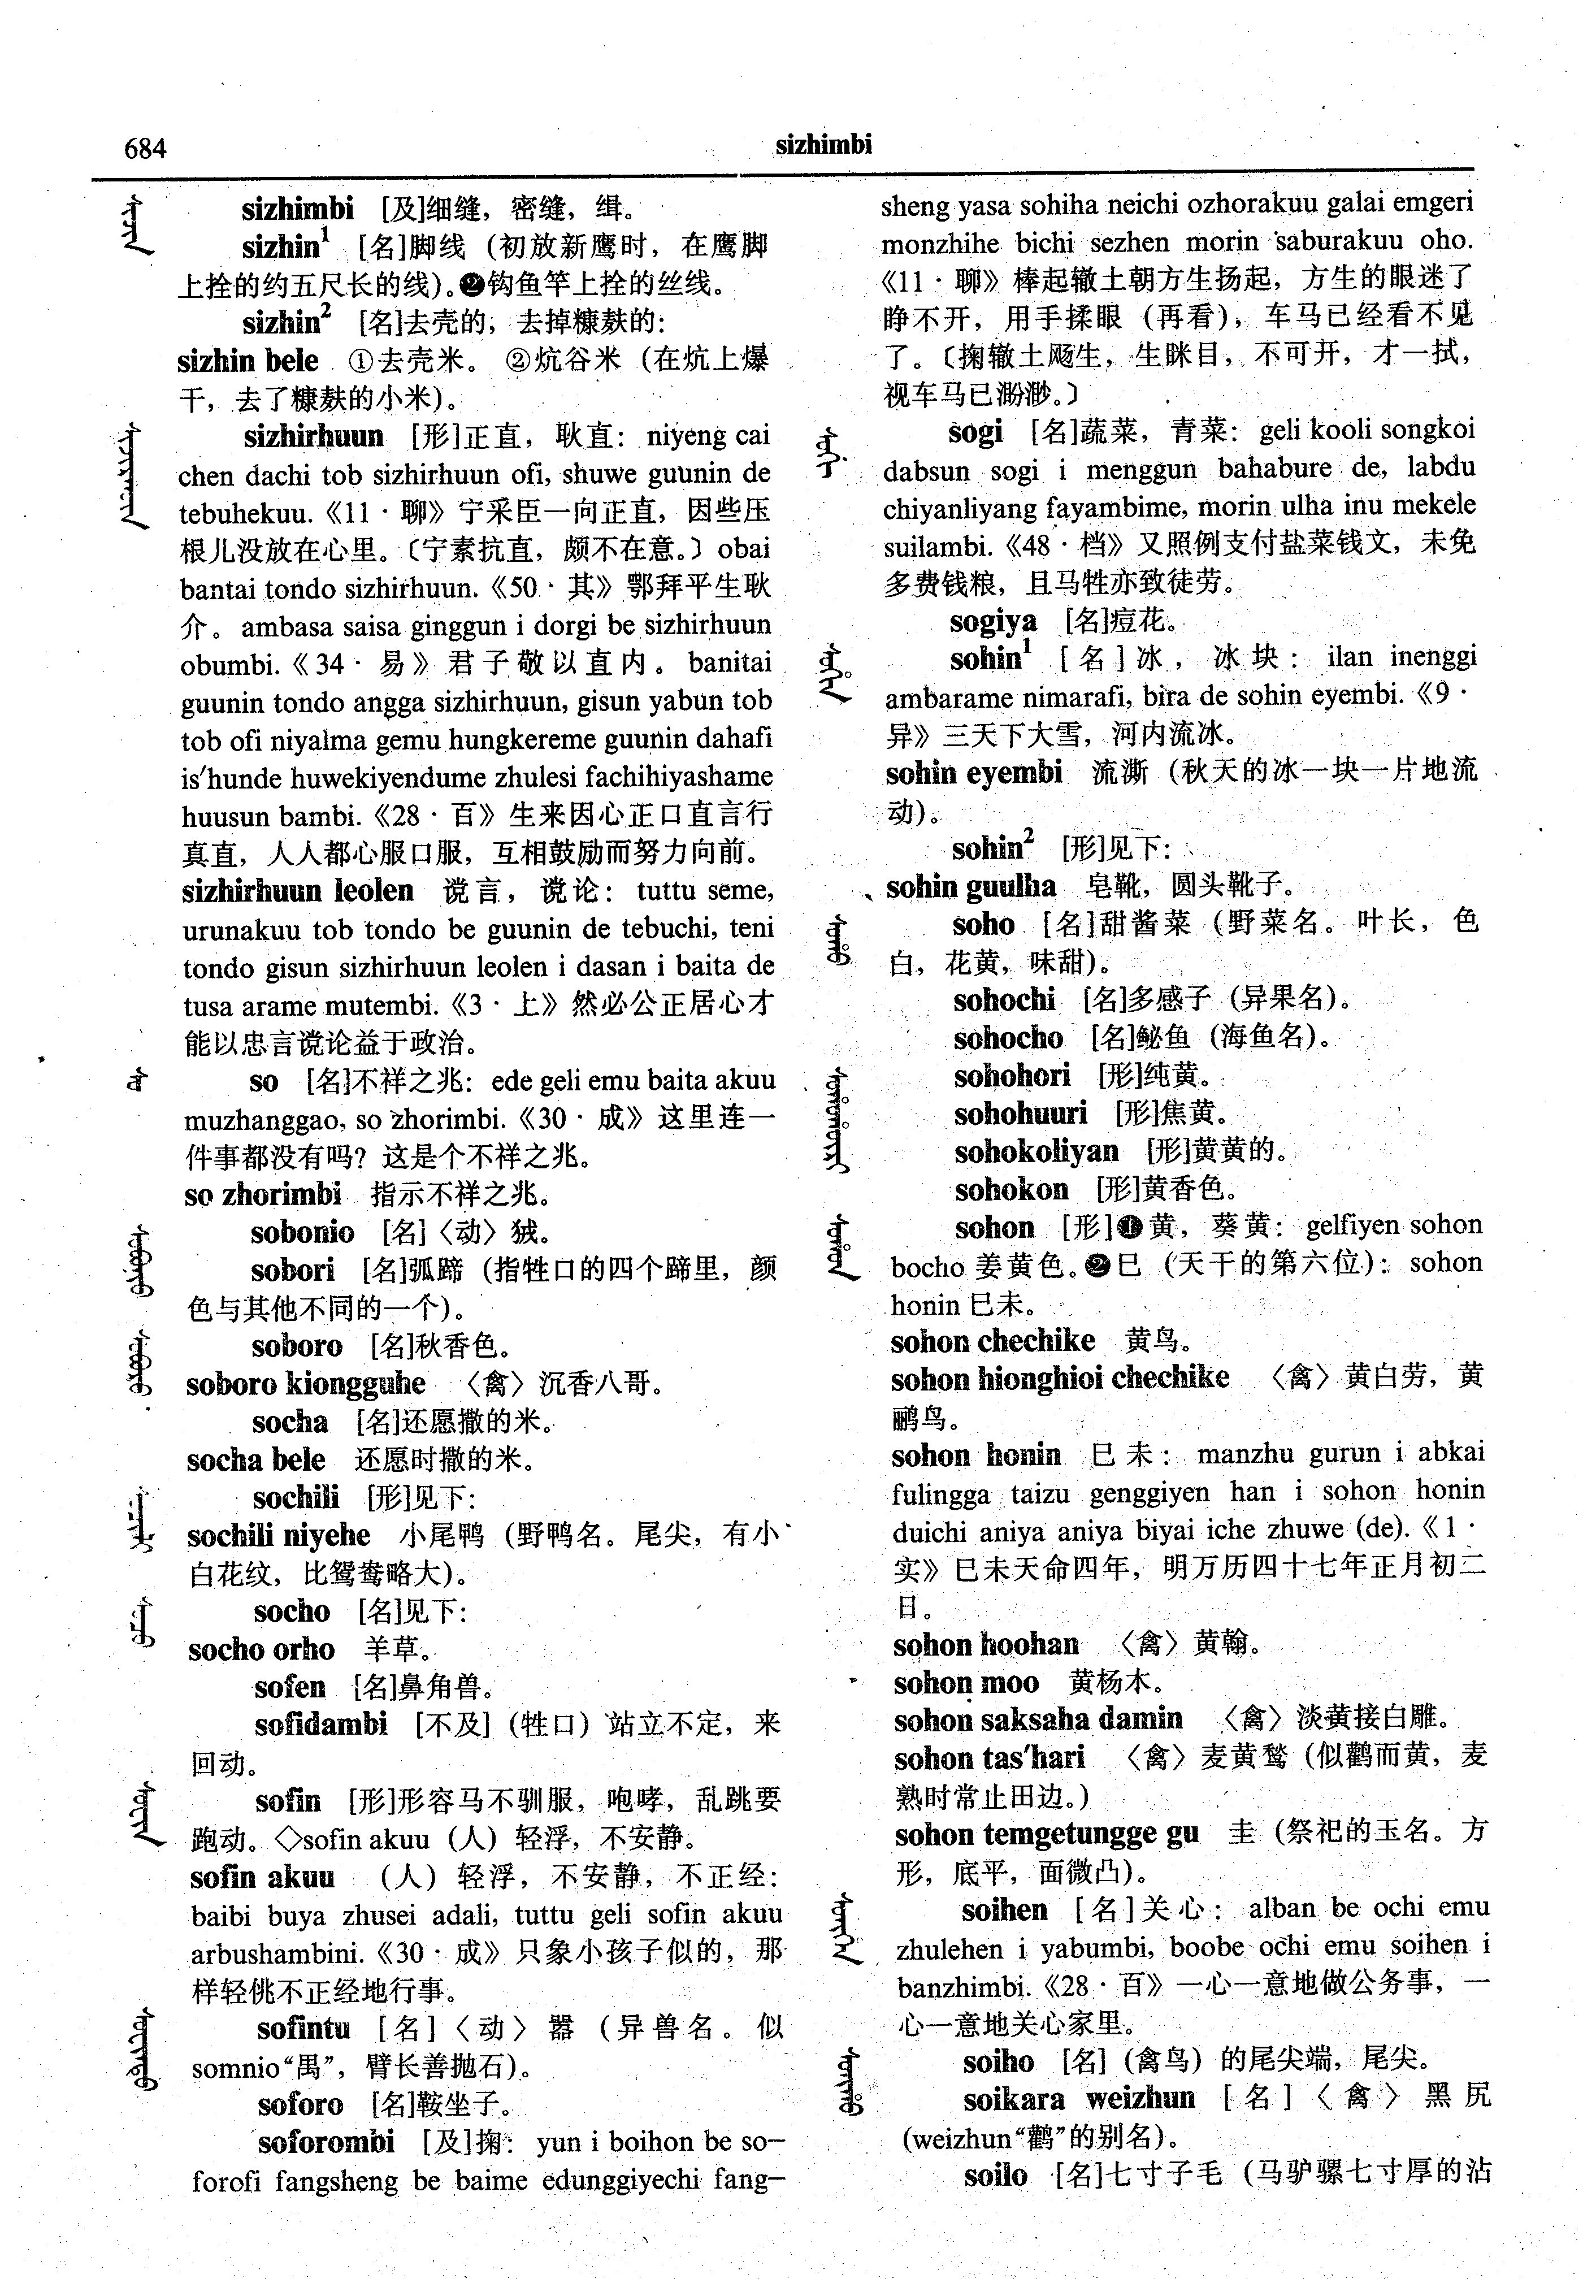 684
sizhimbi
sizhimbi [及]细缝，密缝，缉。
sizhin¹ [名]脚线（初放新鹰时，在鹰脚
上拴的约五尺长的线）。❷钩鱼竿上拴的丝线。
sizhin² [名]去壳的，去掉糠麸的：
sizhin bele ①去壳米。 ②炕谷米（在炕上爆
干，去了糠麸的小米）。
sizhirhuun [形]正直，耿直：niyeng cai
chen dachi tob sizhirhuun ofi, shuwe guunin de
tebuhekuu.《11·聊》宁采臣一向正直，因些压
根儿没放在心里。〔宁素抗直，颇不在意。〕obai
bantai tondo sizhirhuun.《50·其》鄂拜平生耿
介。ambasa saisa ginggun i dorgi be sizhirhuun
obumbi.《34·易》君子敬以直内。banitai
guunin tondo angga sizhirhuun, gisun yabun tob
tob ofi niyalma gemu hungkereme guunin dahafi
is'hunde huwekiyendume zhulesi fachihiyashame
huusun bambi.《28·百》生来因心正口直言行
真直，人人都心服口服，互相鼓励而努力向前。
sizhirhuun leolen 谠言，谠论：tuttu seme,
urunakuu tob tondo be guunin de tebuchi, teni
tondo gisun sizhirhuun leolen i dasan i baita de
tusa arame mutembi.《3·上》然必公正居心才
能以忠言谠论益于政治。
so [名]不祥之兆：ede geli emu baita akuu
muzhanggao, so zhorimbi.《30·成》这里连一
件事都没有吗？这是个不祥之兆。
so zhorimbi 指示不祥之兆。
sobonio [名]〈动〉狨。
sobori [名]弧蹄（指牲口的四个蹄里，颜
色与其他不同的一个）。
soboro [名]秋香色。
soboro kiongguhe 〈禽〉沉香八哥。
socha [名]还愿撒的米。
socha bele 还愿时撒的米。
sochili [形]见下：
sochili niyehe 小尾鸭（野鸭名。尾尖，有小
白花纹，比鸳鸯略大）。
socho [名]见下：
socho orho 羊草。
sofen [名]鼻角兽。
sofidambi [不及]（牲口）站立不定，来
回动。
sofin [形]形容马不驯服，咆哮，乱跳要
跑动。◇sofin akuu（人）轻浮，不安静。
sofin akuu （人）轻浮，不安静，不正经：
baibi buya zhusei adali, tuttu geli sofin akuu
arbushambini.《30·成》只象小孩子似的，那
样轻佻不正经地行事。
sofintu [名]〈动〉嚣（异兽名。似
somnio“禺”，臂长善抛石）。
soforo [名]鞍坐子。
soforombi [及]掬：yun i boihon be so-
forofi fangsheng be baime edunggiyechi fang-
sheng yasa sohiha neichi ozhorakuu galai emgeri
monzhihe bichi sezhen morin saburakuu oho.
《11·聊》棒起辙土朝方生扬起，方生的眼迷了
睁不开，用手揉眼（再看），车马已经看不见
了。〔掬辙土飏生，生眯目，不可开，才一拭，
视车马已渺渺。〕
sogi [名]蔬菜，青菜：geli kooli songkoi
dabsun sogi i menggun bahabure de, labdu
chiyanliyang fayambime, morin ulha inu mekele
suilambi.《48·档》又照例支付盐菜钱文，未免
多费钱粮，且马牲亦致徒劳。
sogiya [名]痘花。
sohin¹ [名]冰，冰块：ilan inenggi
ambarame nimarafi, bira de sohin eyembi.《9·
异》三天下大雪，河内流冰。
sohin eyembi 流澌（秋天的冰一块一片地流
动）。
sohin² [形]见下：
sohin guulha 皂靴，圆头靴子。
soho [名]甜酱菜（野菜名。叶长，色
白，花黄，味甜）。
sohochi [名]多感子（异果名）。
sohocho [名]鮅鱼（海鱼名）。
sohohori [形]纯黄。
sohohuuri [形]焦黄。
sohokoliyan [形]黄黄的。
sohokon [形]黄香色。
sohon [形]❶黄，葵黄：gelfiyen sohon
bocho 姜黄色。❷巳（天干的第六位）：sohon
honin 巳未。
sohon chechike 黄鸟。
sohon hionghioi chechike 〈禽〉黄白劳，黄
鹂鸟。
sohon honin 巳未：manzhu gurun i abkai
fulingga taizu genggiyen han i sohon honin
duichi aniya aniya biyai iche zhuwe (de).《1·
实》巳未天命四年，明万历四十七年正月初二
日。
sohon hoohan 〈禽〉黄翰。
sohon moo 黄杨木。
sohon saksaha damin 〈禽〉淡黄接白雕。
sohon tas'hari 〈禽〉麦黄鹙（似鹳而黄，麦
熟时常止田边。）
sohon temgetungge gu 圭（祭祀的玉名。方
形，底平，面微凸）。
soihen [名]关心：alban be ochi emu
zhulehen i yabumbi, boobe ochi emu soihen i
banzhimbi.《28·百》一心一意地做公务事，一
心一意地关心家里。
soiho [名]（禽鸟）的尾尖端，尾尖。
soikara weizhun [名]〈禽〉黑尻
(weizhun“鹳”的别名）。
soilo [名]七寸子毛（马驴骡七寸厚的沾